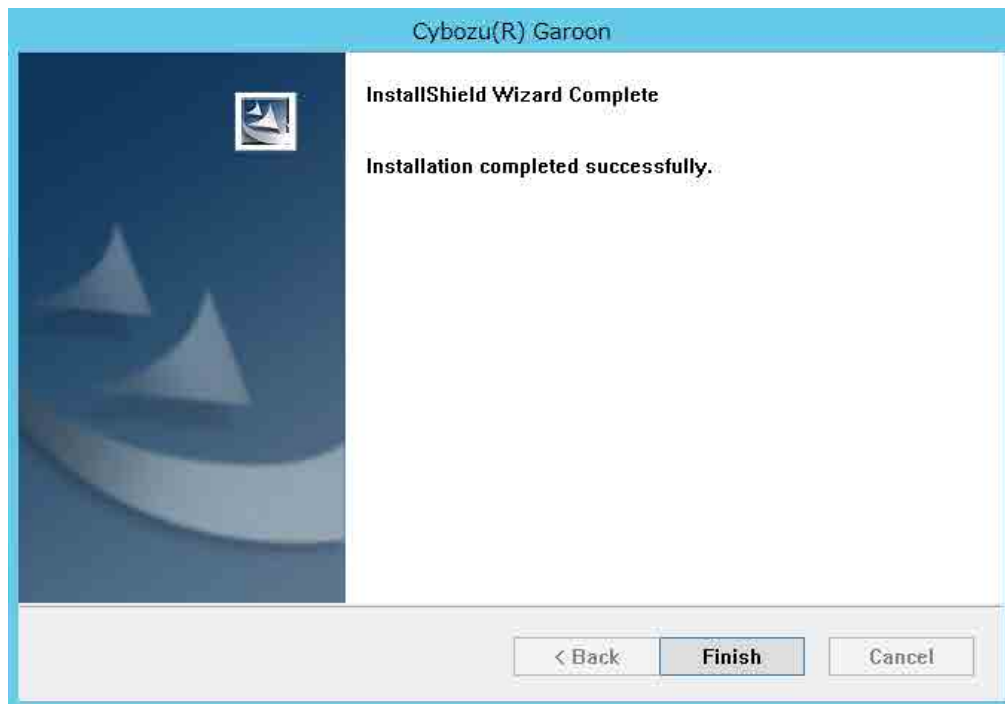 Cybozu(R) Garoon
InstallShield Wizard Complete
Installation completed successfully.
< Back
Finish
Cancel